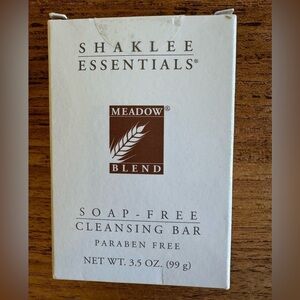 SHAKLEE
ESSENTIALS®
MEADOW®
BLEND
SOAP-FREE
CLEANSING BAR
PARABEN FREE
NET WT. 3.5 OZ. (99 g)